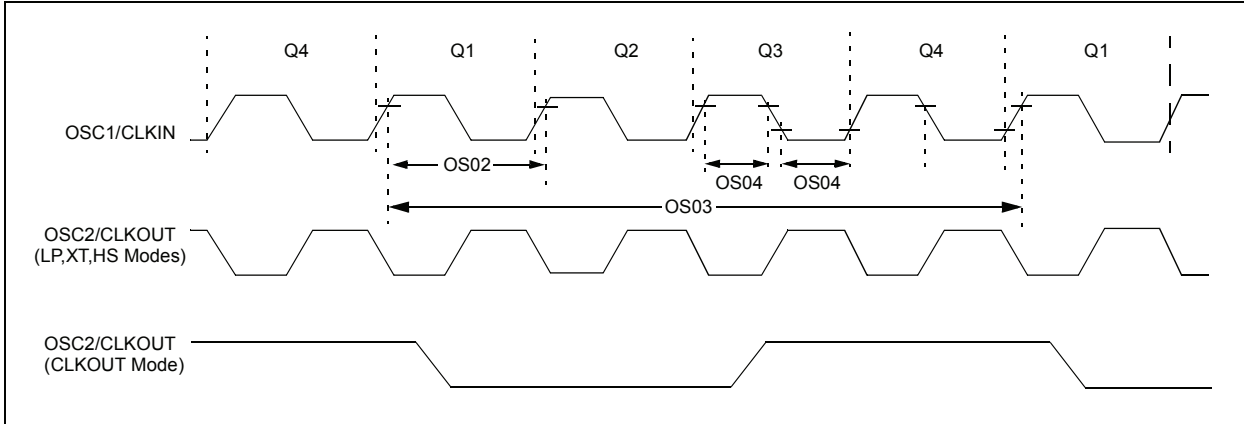 Q4 Q1 Q2 Q3 Q4 Q1
OSC1/CLKIN
OS02
OS04 OS04
OS03
OSC2/CLKOUT
(LP,XT,HS Modes)
OSC2/CLKOUT
(CLKOUT Mode)